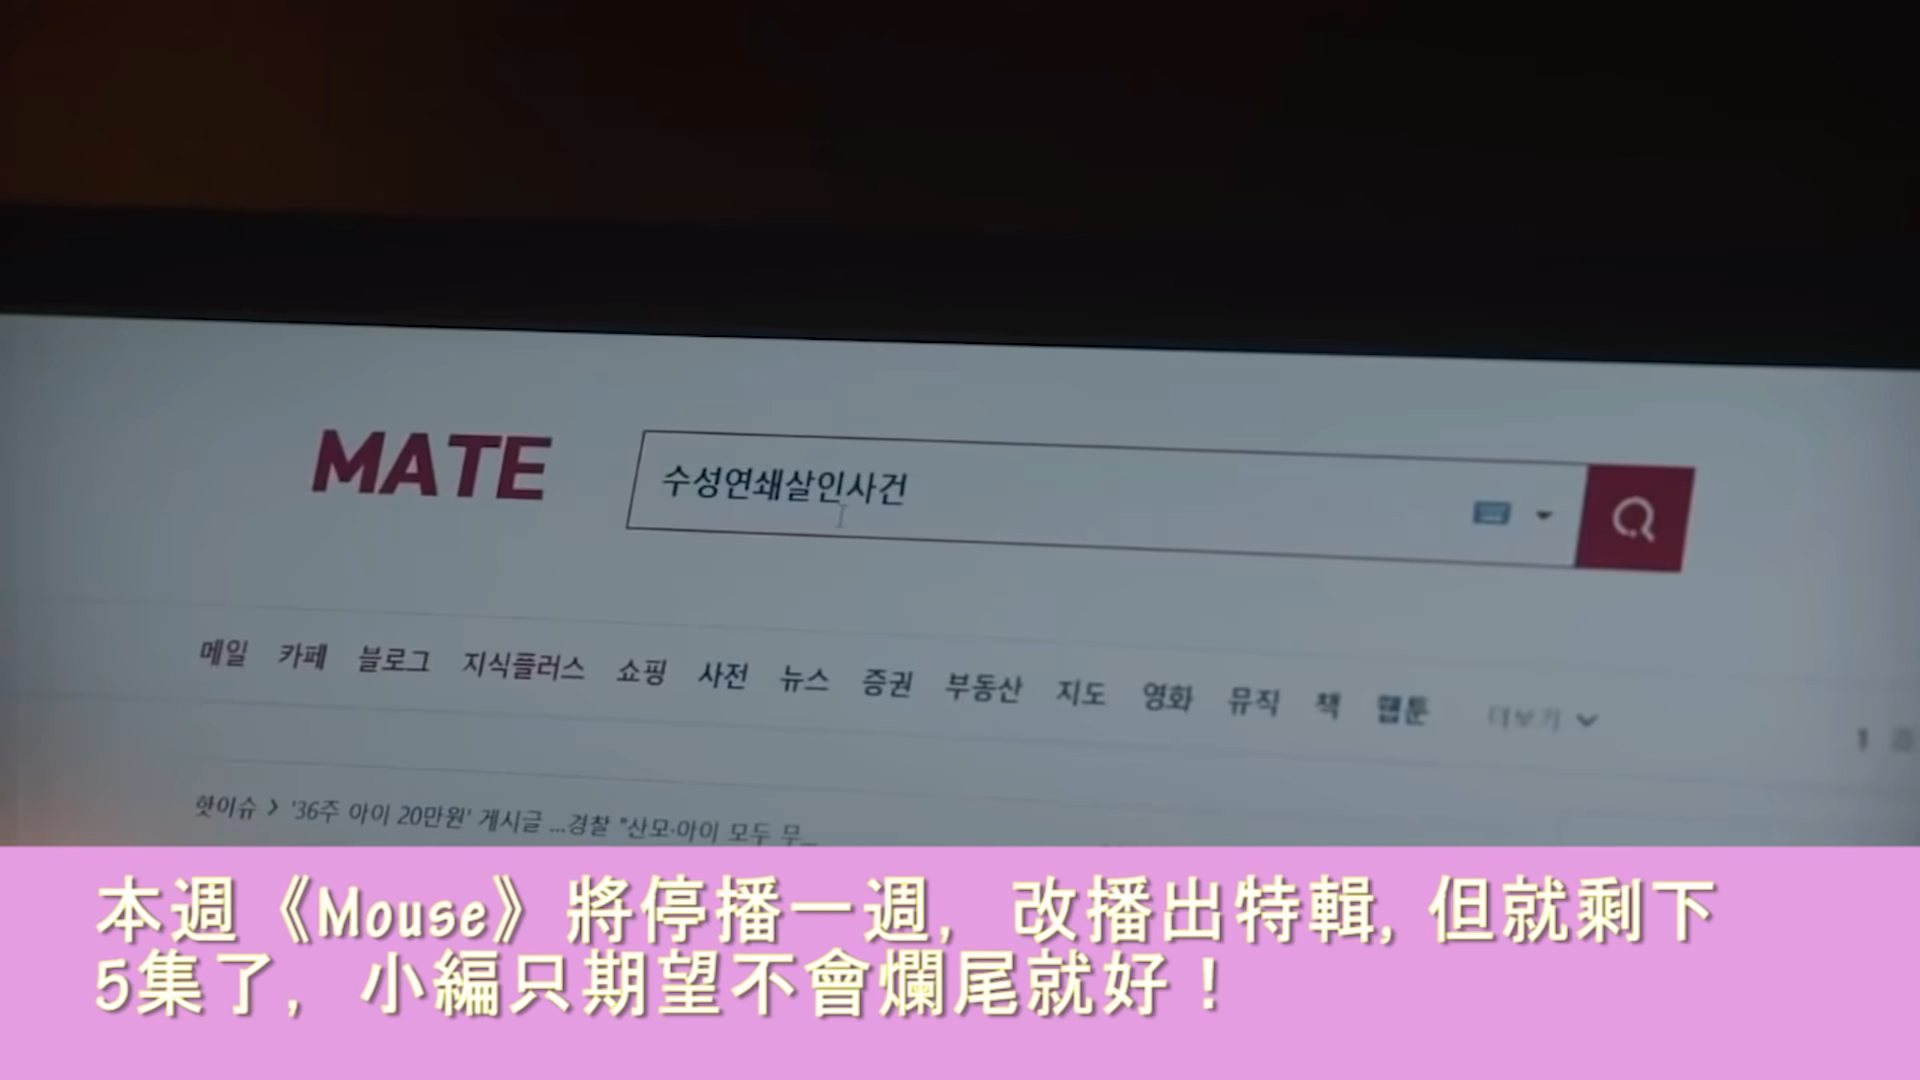 MATE
수성연쇄살인사건
메일 카페 블로그 지식플러스 쇼핑 사전 뉴스 증권 부동산 지도 영화 뮤직 책 웹툰 더보기
1
핫이슈 > '36주 아이 20만원' 게시글 ...경찰 "산모·아이 모두 무...
本週《Mouse》將停播一週, 改播出特輯, 但就剩下
5集了, 小編只期望不會爛尾就好!